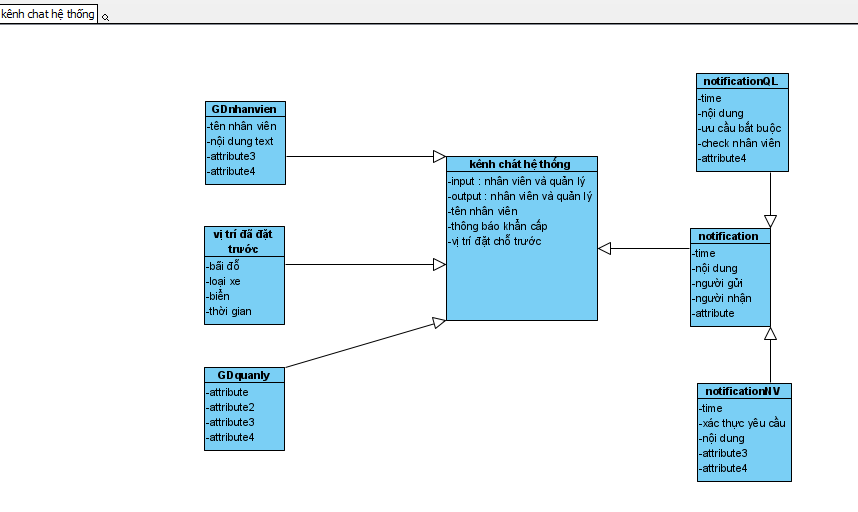 kênh chat hệ thống
GDnhanvien
-tên nhân viên
-nội dung text
-attribute3
-attribute4
vị trí đã đặt
trước
-bãi đỗ
-loại xe
-biển
-thời gian
GDquanly
-attribute
-attribute2
-attribute3
-attribute4
kênh chát hệ thống
-input : nhân viên và quản lý
-output : nhân viên và quản lý
-tên nhân viên
-thông báo khẩn cấp
-vị trí đặt chỗ trước
notificationQL
-time
-nội dung
-ưu cầu bắt buộc
-check nhân viên
-attribute4
notification
-time
-nội dung
-người gửi
-người nhận
-attribute
notificationNV
-time
-xác thực yêu cầu
-nội dung
-attribute3
-attribute4